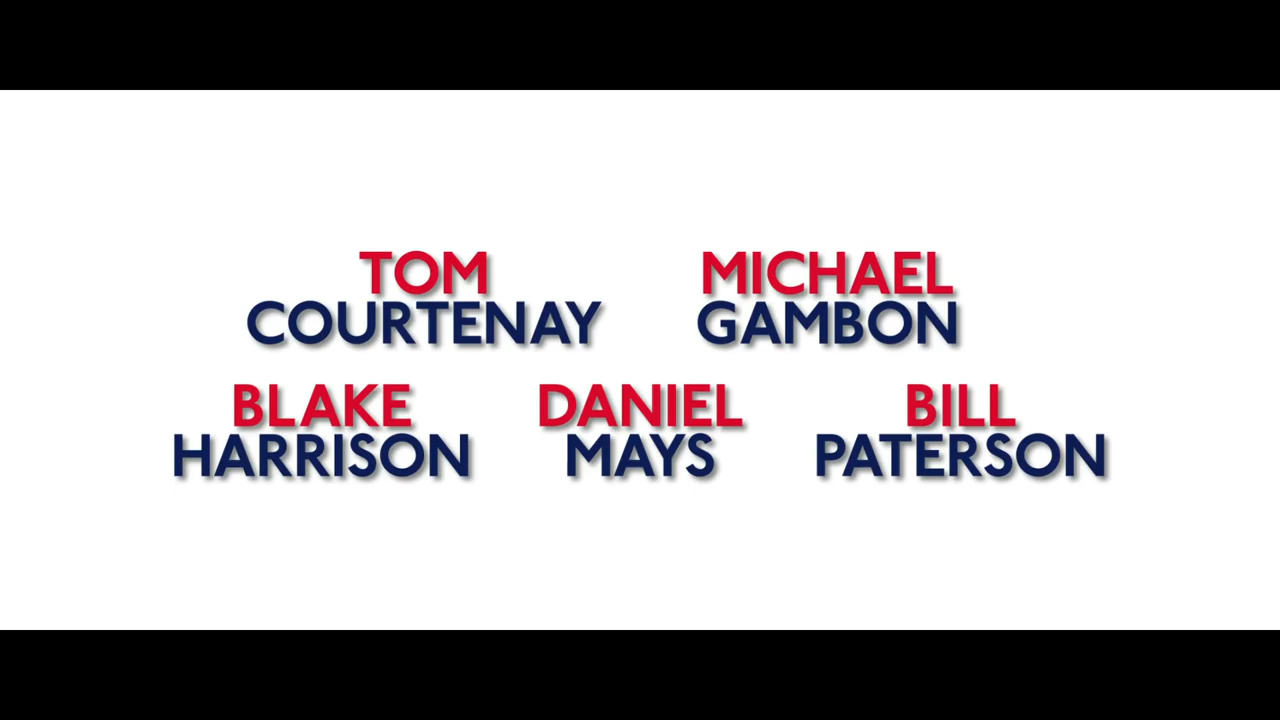 TOM MICHAEL
COURTENAY GAMBON
BLAKE DANIEL BILL
HARRISON MAYS PATERSON